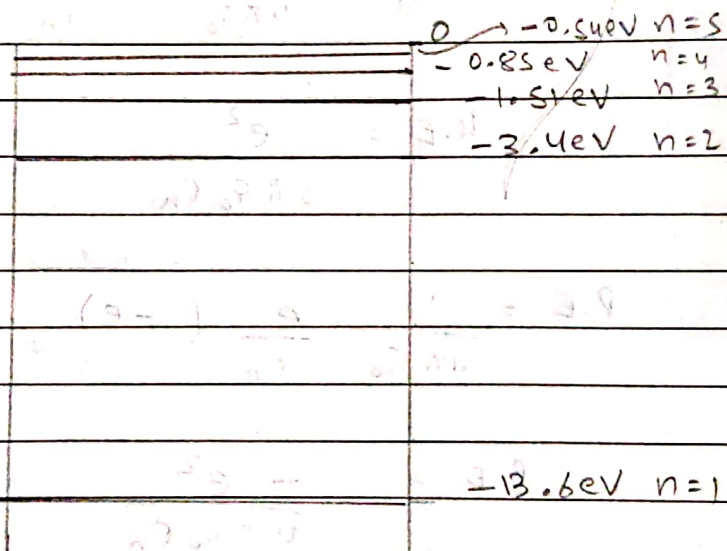 0 → -0.54eV n=5
-0.85eV n=4
-1.51eV n=3
-3.4eV n=2
-13.6eV n=1